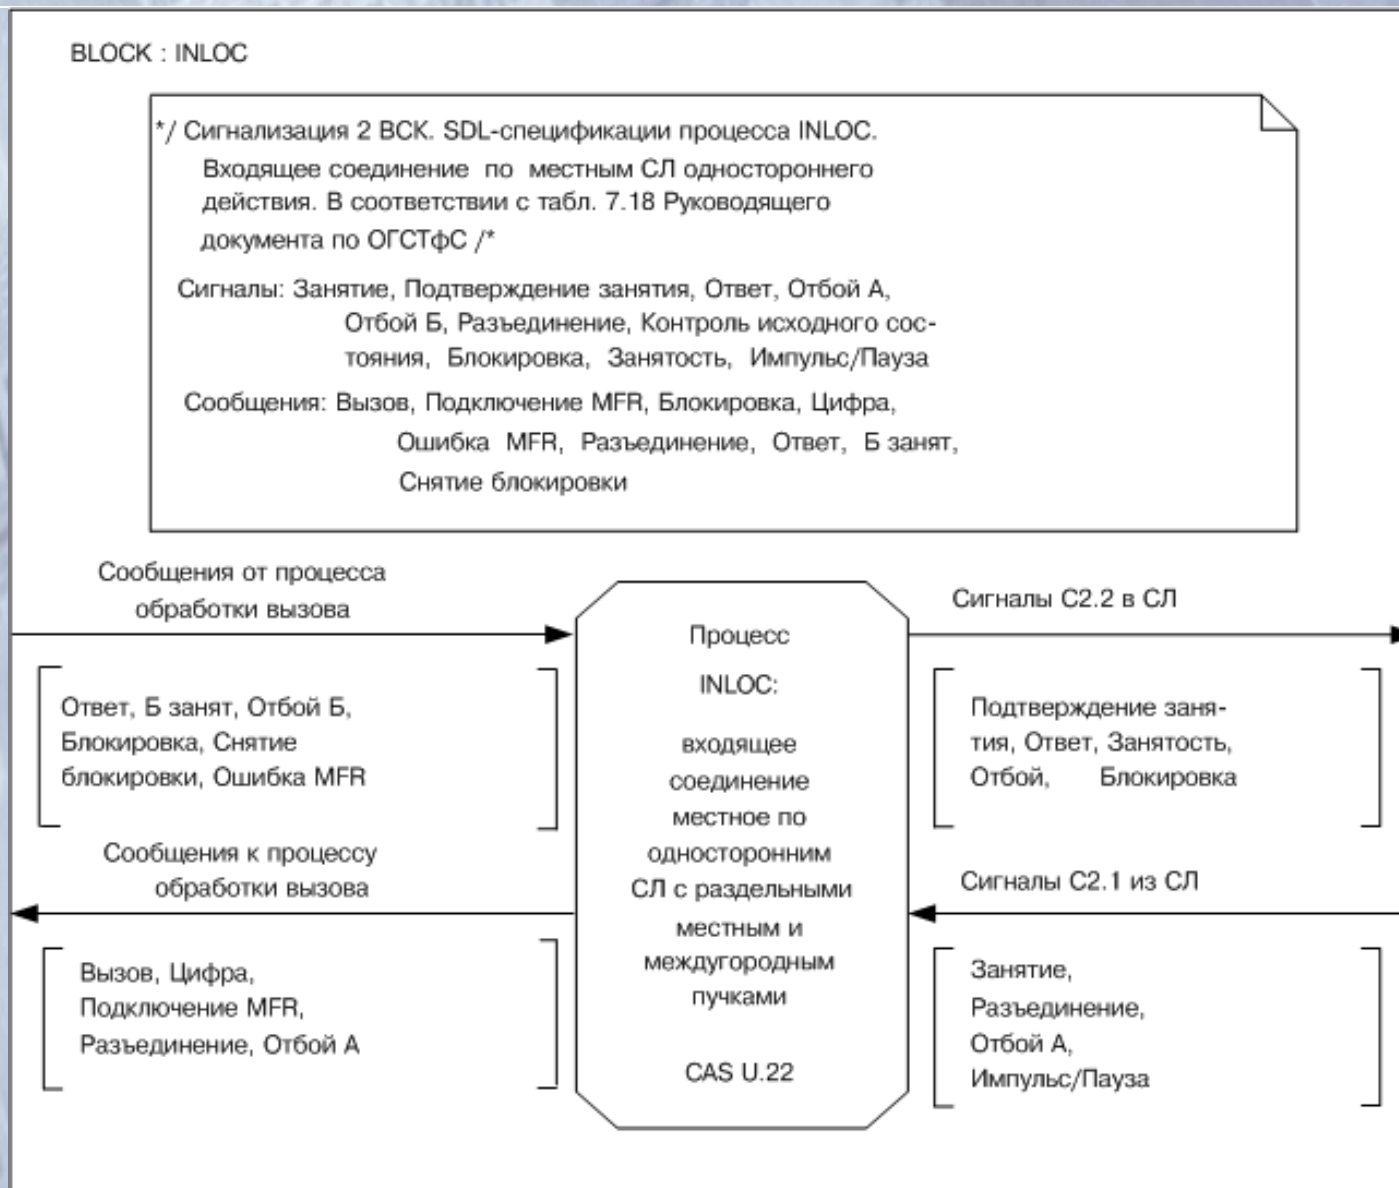 BLOCK : INLOC
*/ Сигнализация 2 ВСК. SDL-спецификации процесса INLOC.
Входящее соединение по местным СЛ одностороннего
действия. В соответствии с табл. 7.18 Руководящего
документа по ОГСТфС /*
Сигналы: Занятие, Подтверждение занятия, Ответ, Отбой А,
Отбой Б, Разъединение, Контроль исходного сос-
тояния, Блокировка, Занятость, Импульс/Пауза
Сообщения: Вызов, Подключение MFR, Блокировка, Цифра,
Ошибка MFR, Разъединение, Ответ, Б занят,
Снятие блокировки
Сообщения от процесса
обработки вызова
Ответ, Б занят, Отбой Б,
Блокировка, Снятие
блокировки, Ошибка MFR
Сообщения к процессу
обработки вызова
Вызов, Цифра,
Подключение MFR,
Разъединение, Отбой А
Процесс
INLOC:
входящее
соединение
местное по
односторонним
СЛ с раздельными
местным и
междугородным
пучками
CAS U.22
Сигналы С2.2 в СЛ
Подтверждение заня-
тия, Ответ, Занятость,
Отбой, Блокировка
Сигналы С2.1 из СЛ
Занятие,
Разъединение,
Отбой А,
Импульс/Пауза